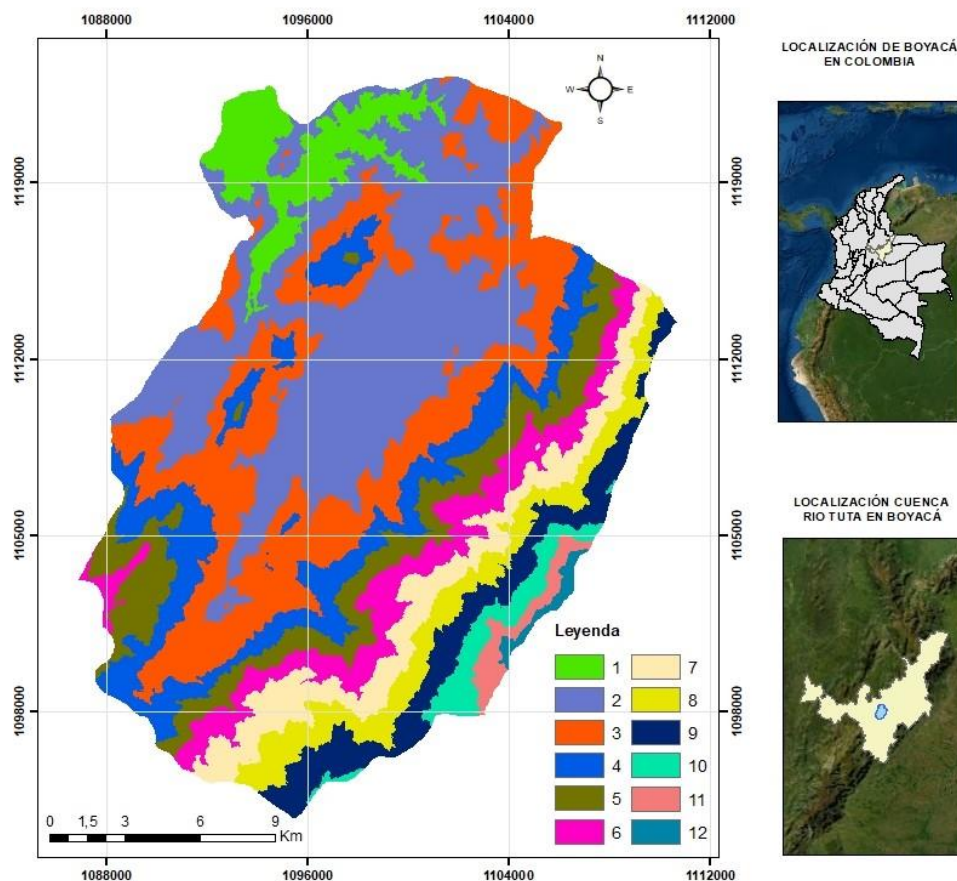 1088000
1096000
1104000
1112000
LOCALIZACIÓN DE BOYACÁ
EN COLOMBIA
N
W
E
S
1119000
1119000
1112000
1112000
1105000
1105000
1098000
1098000
LOCALIZACIÓN CUENCA
RIO TUTA EN BOYACÁ
Leyenda
1
7
2
8
3
9
4
10
5
11
6
12
0 1,5 3 6 9
Km
1088000
1096000
1104000
1112000